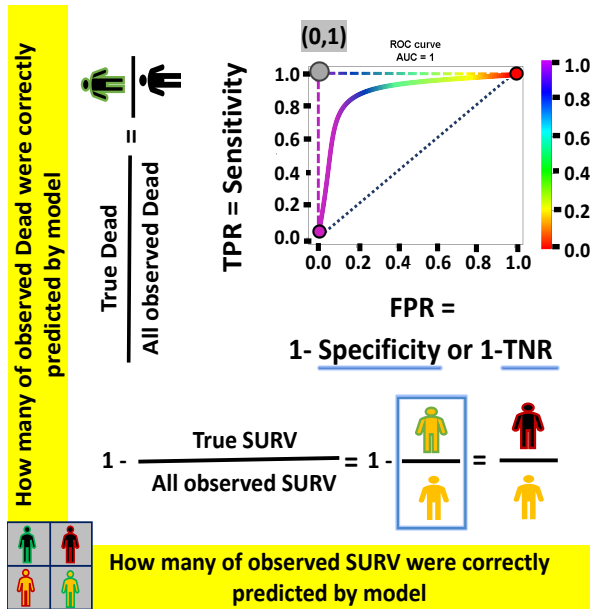 (0,1)
ROC curve
AUC = 1
TPR = Sensitivity
1.0
0.8
0.6
0.4
0.2
0.0
0.0
0.2
0.4
0.6
0.8
1.0
1.0
0.8
0.6
0.4
0.2
0.0
FPR =
1- Specificity or 1-TNR
How many of observed Dead were correctly
predicted by model
True Dead
All observed Dead
=
1 -
True SURV
All observed SURV
= 1 -
=
How many of observed SURV were correctly
predicted by model